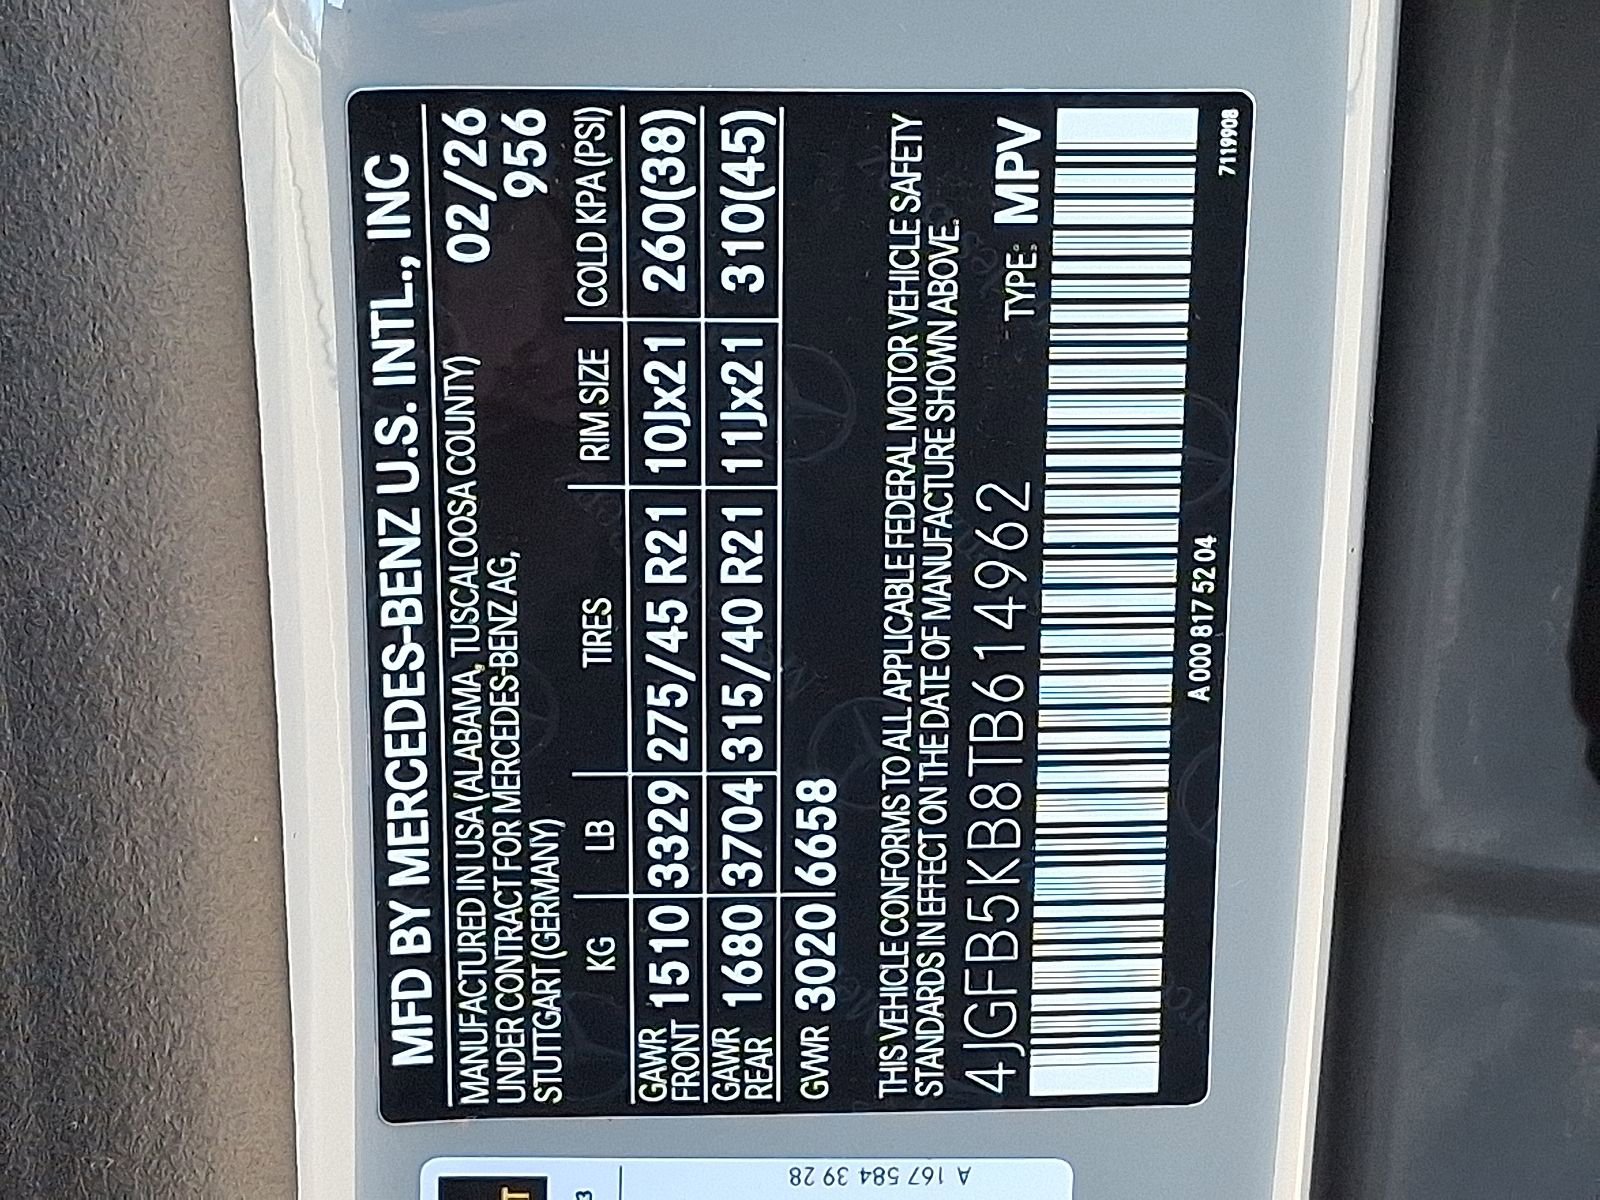 MFD BY MERCEDES-BENZ U.S. INTL., INC
MANUFACTURED IN USA (ALABAMA, TUSCALOOSA COUNTY) 02/26
UNDER CONTRACT FOR MERCEDES-BENZ AG, 956
STUTTGART (GERMANY)
KG LB TIRES RIM SIZE COLD KPA (PSI)
GAWR FRONT 1510 3329 275/45 R21 10Jx21 260(38)
GAWR REAR 1680 3704 315/40 R21 11Jx21 310(45)
GVWR 3020 6658
THIS VEHICLE CONFORMS TO ALL APPLICABLE FEDERAL MOTOR VEHICLE SAFETY
STANDARDS IN EFFECT ON THE DATE OF MANUFACTURE SHOWN ABOVE.
4JGFB5KB8TB614962 TYPE: MPV
A 000 817 52 04 7119908
A 167 584 39 28